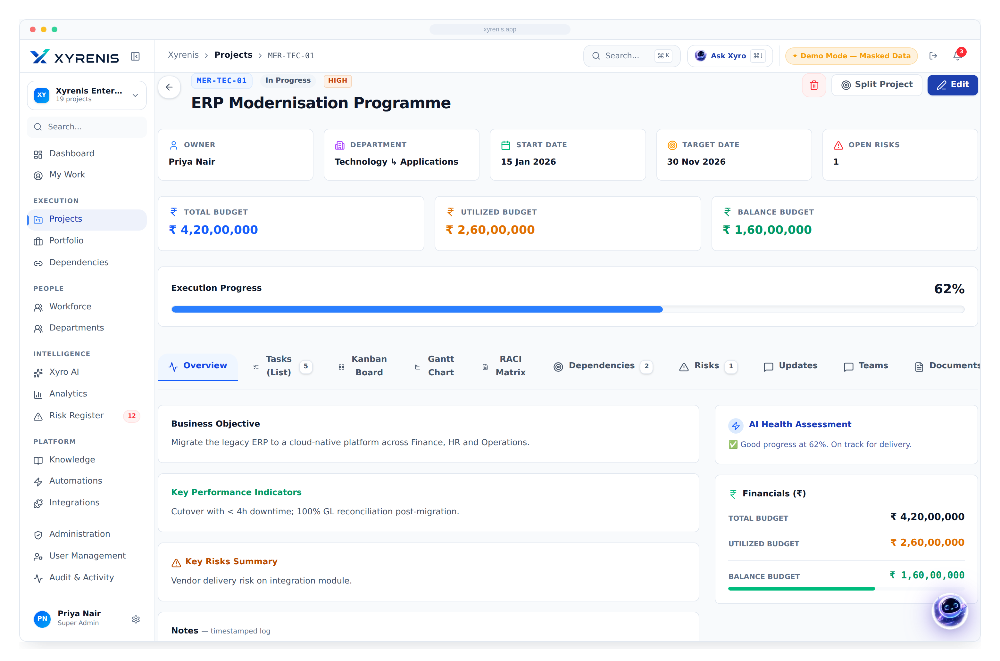 xyrenis.app
XYRENIS
Xyrenis > Projects > MER-TEC-01
Search... ⌘K
Ask Xyro ⌘J
✦ Demo Mode — Masked Data
3
XY
Xyrenis Enter...
19 projects
Search...
Dashboard
My Work
EXECUTION
Projects
Portfolio
Dependencies
PEOPLE
Workforce
Departments
INTELLIGENCE
Xyro AI
Analytics
Risk Register 12
PLATFORM
Knowledge
Automations
Integrations
Administration
User Management
Audit & Activity
PN
Priya Nair
Super Admin
MER-TEC-01 In Progress HIGH
ERP Modernisation Programme
Split Project
Edit
OWNER
Priya Nair
DEPARTMENT
Technology ↳ Applications
START DATE
15 Jan 2026
TARGET DATE
30 Nov 2026
OPEN RISKS
1
₹ TOTAL BUDGET
₹ 4,20,00,000
₹ UTILIZED BUDGET
₹ 2,60,00,000
₹ BALANCE BUDGET
₹ 1,60,00,000
Execution Progress 62%
Overview
Tasks
(List) 5
Kanban
Board
Gantt
Chart
RACI
Matrix
Dependencies 2
Risks 1
Updates
Teams
Documents
Business Objective
Migrate the legacy ERP to a cloud-native platform across Finance, HR and Operations.
Key Performance Indicators
Cutover with < 4h downtime; 100% GL reconciliation post-migration.
Key Risks Summary
Vendor delivery risk on integration module.
Notes — timestamped log
AI Health Assessment
✅ Good progress at 62%. On track for delivery.
₹ Financials (₹)
TOTAL BUDGET ₹ 4,20,00,000
UTILIZED BUDGET ₹ 2,60,00,000
BALANCE BUDGET ₹ 1,60,00,000